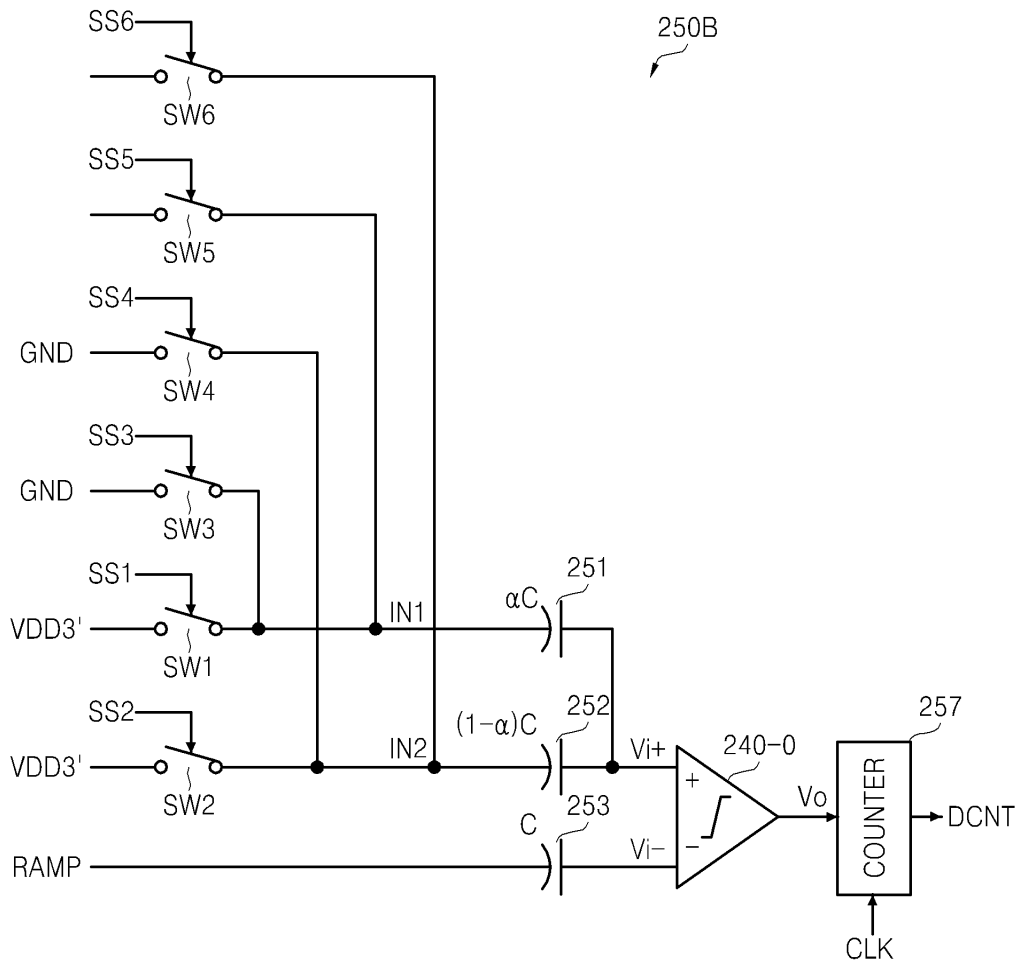 SS6
250B
SW6
SS5
SW5
SS4
GND
SW4
SS3
GND
SW3
SS1
VDD3'
SW1
IN1
αC
251
SS2
VDD3'
SW2
IN2
(1-α)C
252
Vi+
+
240-0
257
RAMP
C
253
Vi-
-
Vo
COUNTER
DCNT
CLK